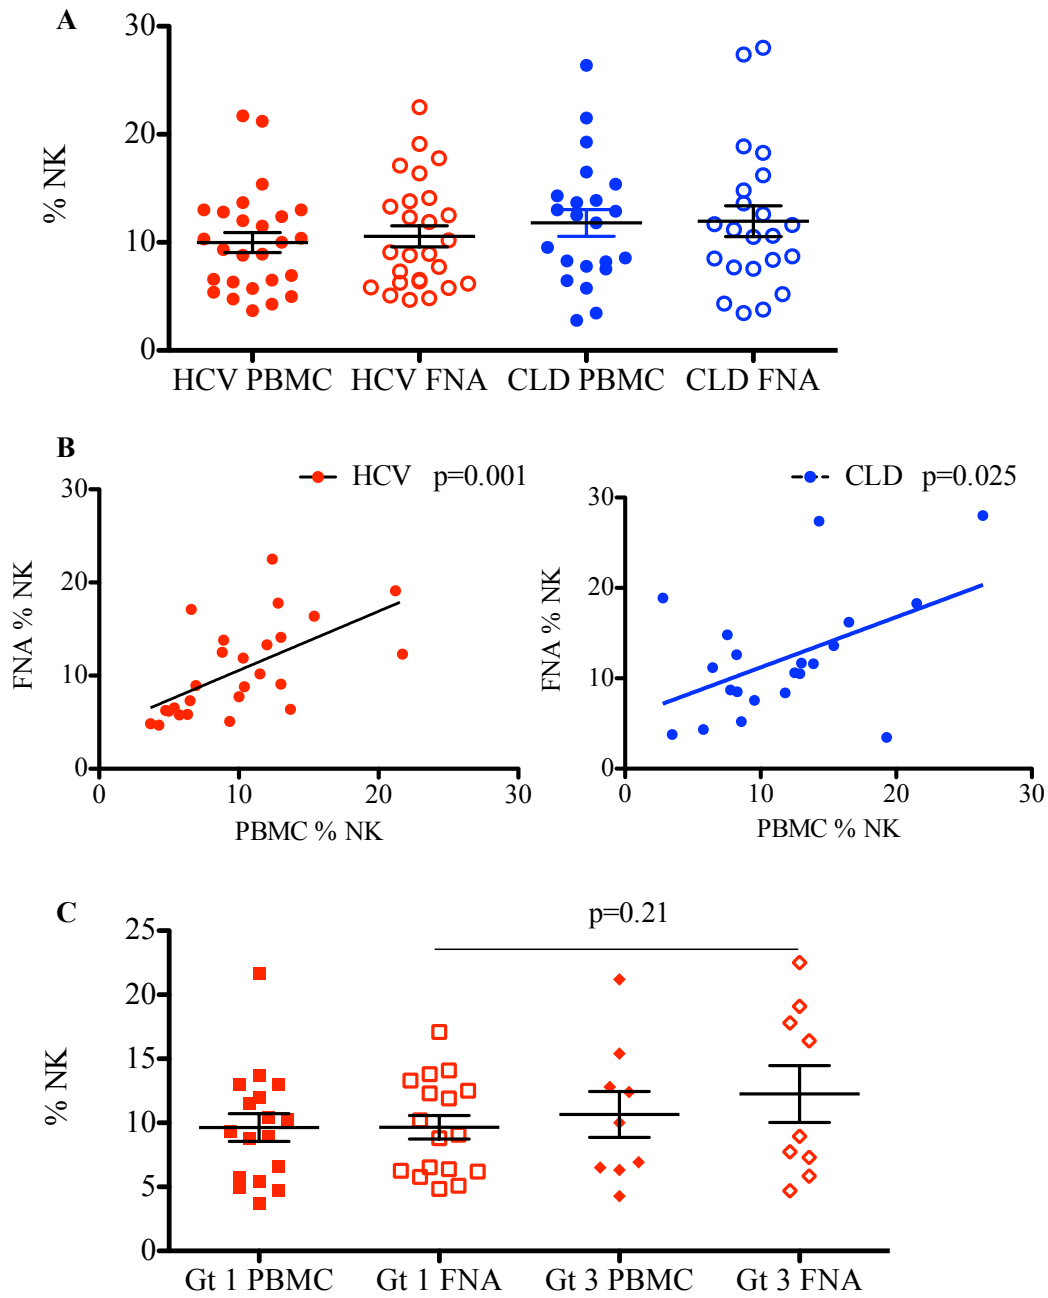 A
30
20
10
0
% NK
HCV PBMC HCV FNA CLD PBMC CLD FNA
B
HCV p=0.001
30
20
10
0
FNA % NK
0 10 20 30
PBMC % NK
CLD p=0.025
30
20
10
0
FNA % NK
0 10 20 30
PBMC % NK
C
p=0.21
25
20
15
10
5
0
% NK
Gt 1 PBMC Gt 1 FNA Gt 3 PBMC Gt 3 FNA